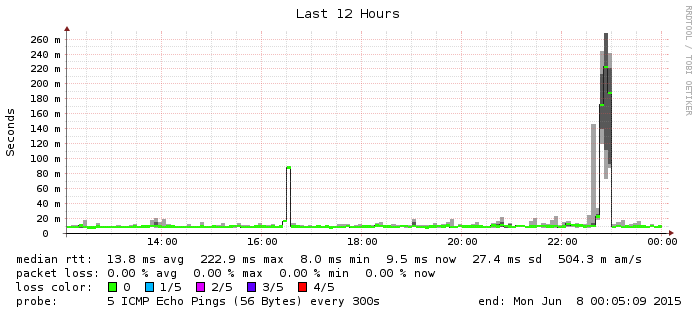 Last 12 Hours
RRDTOOL / TOBI OETIKER
Seconds
260 m
240 m
220 m
200 m
180 m
160 m
140 m
120 m
100 m
80 m
60 m
40 m
20 m
0
14:00 16:00 18:00 20:00 22:00 00:00
median rtt: 13.8 ms avg 222.9 ms max 8.0 ms min 9.5 ms now 27.4 ms sd 504.3 m am/s
packet loss: 0.00 % avg 0.00 % max 0.00 % min 0.00 % now
loss color: 0 1/5 2/5 3/5 4/5
probe: 5 ICMP Echo Pings (56 Bytes) every 300s end: Mon Jun 8 00:05:09 2015